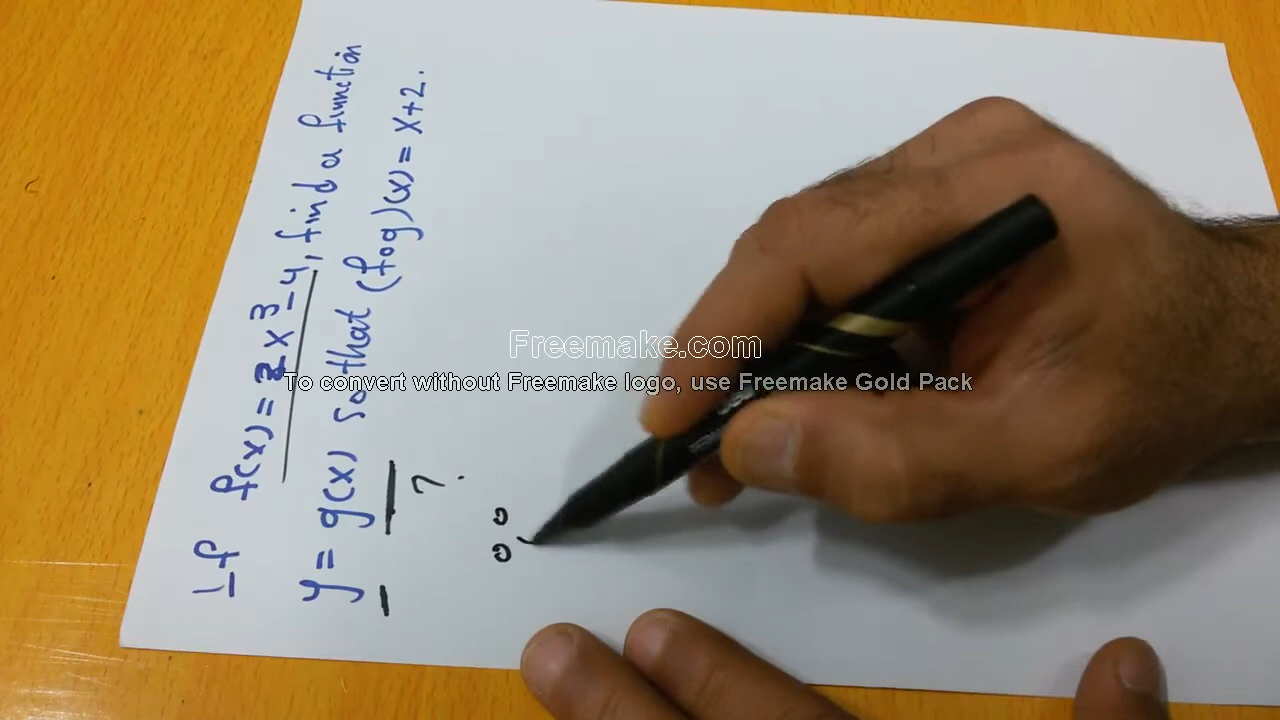 If f(x) = 2x³-4, find a function
y = g(x) so that (fog)(x) = x+2.
?
Freemake.com
To convert without Freemake logo, use Freemake Gold Pack